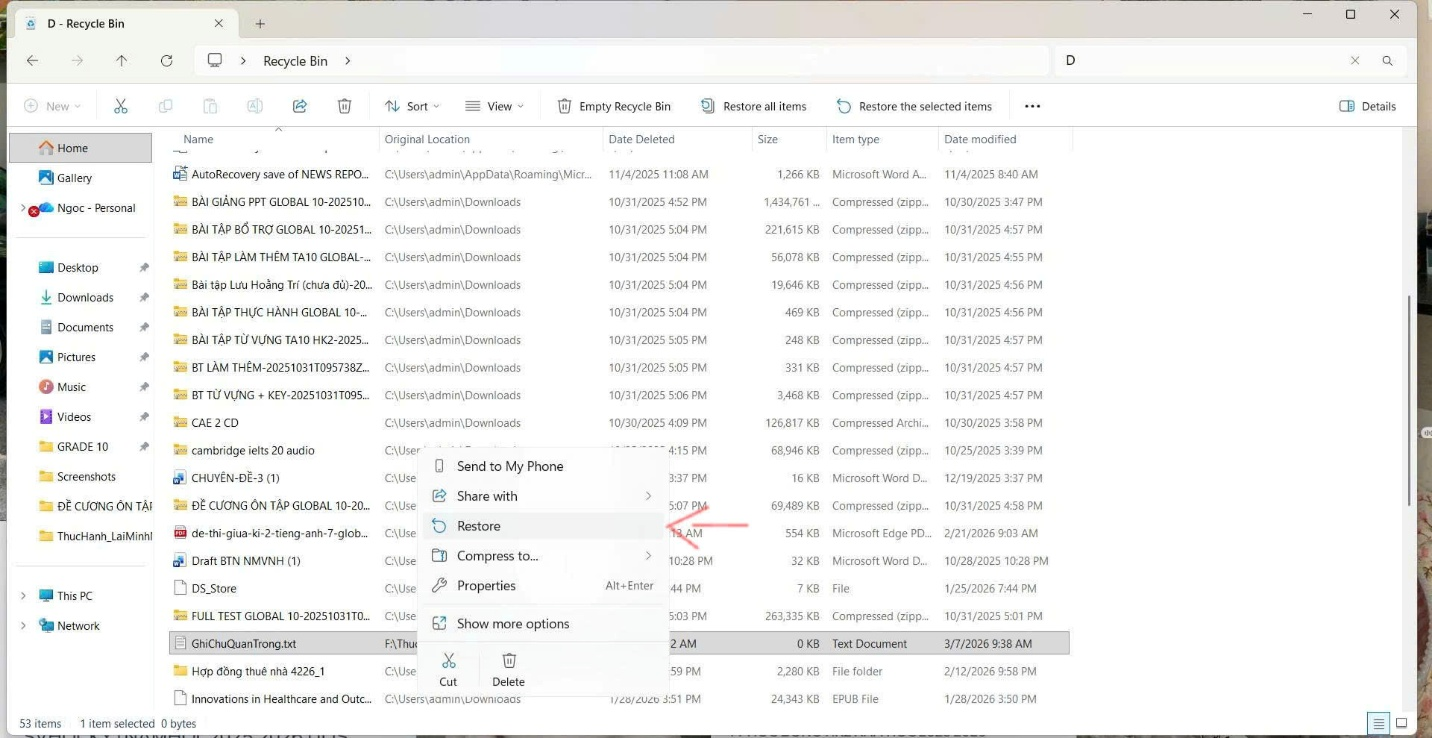 D - Recycle Bin
Recycle Bin
D
New
Sort
View
Empty Recycle Bin
Restore all items
Restore the selected items
Details
Name Original Location Date Deleted Size Item type Date modified
AutoRecovery save of NEWS REPO... C:\Users\admin\AppData\Roaming\Micr... 11/4/2025 11:08 AM 1,266 KB Microsoft Word A... 11/4/2025 8:40 AM
BÀI GIẢNG PPT GLOBAL 10-202510... C:\Users\admin\Downloads 10/31/2025 4:52 PM 1,434,761 ... Compressed (zipp... 10/30/2025 3:47 PM
BÀI TẬP BỔ TRỢ GLOBAL 10-20251... C:\Users\admin\Downloads 10/31/2025 5:04 PM 221,615 KB Compressed (zipp... 10/31/2025 4:57 PM
BÀI TẬP LÀM THÊM TA10 GLOBAL-... C:\Users\admin\Downloads 10/31/2025 5:04 PM 56,078 KB Compressed (zipp... 10/31/2025 4:55 PM
Bài tập Lưu Hoằng Trí (chưa đủ)-20... C:\Users\admin\Downloads 10/31/2025 5:04 PM 19,646 KB Compressed (zipp... 10/31/2025 4:56 PM
BÀI TẬP THỰC HÀNH GLOBAL 10-... C:\Users\admin\Downloads 10/31/2025 5:04 PM 469 KB Compressed (zipp... 10/31/2025 4:56 PM
BÀI TẬP TỪ VỰNG TA10 HK2-2025... C:\Users\admin\Downloads 10/31/2025 5:05 PM 248 KB Compressed (zipp... 10/31/2025 4:57 PM
BT LÀM THÊM-20251031T095738Z... C:\Users\admin\Downloads 10/31/2025 5:05 PM 331 KB Compressed (zipp... 10/31/2025 4:57 PM
BT TỪ VỰNG + KEY-20251031T095... C:\Users\admin\Downloads 10/31/2025 5:06 PM 3,468 KB Compressed (zipp... 10/31/2025 4:57 PM
CAE 2 CD C:\Users\admin\Downloads 10/30/2025 4:09 PM 126,817 KB Compressed Archi... 10/30/2025 3:58 PM
cambridge ielts 20 audio 4:15 PM 68,946 KB Compressed (zipp... 10/25/2025 3:39 PM
CHUYÊN-ĐỀ-3 (1) C:\Use 3:37 PM 16 KB Microsoft Word D... 12/19/2025 3:37 PM
ĐỀ CƯƠNG ÔN TẬP GLOBAL 10-20... C:\Use 5:07 PM 69,489 KB Compressed (zipp... 10/31/2025 4:58 PM
de-thi-giua-ki-2-tieng-anh-7-glob... C:\Use 13 AM 554 KB Microsoft Edge PD... 2/21/2026 9:03 AM
Draft BTN NMVNH (1) C:\Use 10:28 PM 32 KB Microsoft Word D... 10/28/2025 10:28 PM
DS_Store C:\Use 44 PM 7 KB File 1/25/2026 7:44 PM
FULL TEST GLOBAL 10-20251031T0... C:\Use 5:03 PM 263,335 KB Compressed (zipp... 10/31/2025 5:01 PM
GhiChuQuanTrong.txt F:\Thuc 2 AM 0 KB Text Document 3/7/2026 9:38 AM
Hợp đồng thuê nhà 4226_1 C:\Use 59 PM 2,280 KB File folder 2/12/2026 9:58 PM
Innovations in Healthcare and Outc... C:\Users\admin\Downloads 1/28/2026 3:51 PM 24,343 KB EPUB File 1/28/2026 3:50 PM
Home
Gallery
Ngoc - Personal
Desktop
Downloads
Documents
Pictures
Music
Videos
GRADE 10
Screenshots
ĐỀ CƯƠNG ÔN TẬP
ThucHanh_LaiMinhI
This PC
Network
Send to My Phone
Share with
Restore
Compress to...
Properties Alt+Enter
Show more options
Cut
Delete
53 items 1 item selected 0 bytes